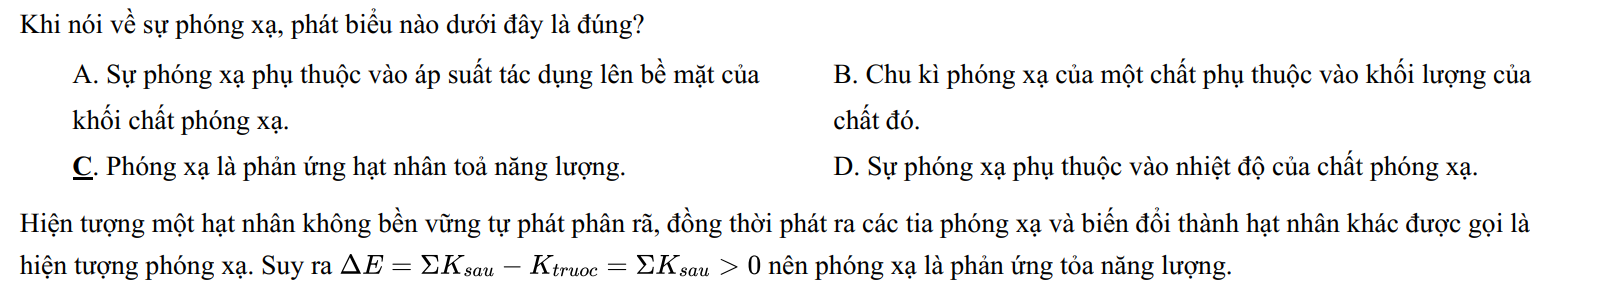 Khi nói về sự phóng xạ, phát biểu nào dưới đây là đúng?
A. Sự phóng xạ phụ thuộc vào áp suất tác dụng lên bề mặt của
khối chất phóng xạ.
B. Chu kì phóng xạ của một chất phụ thuộc vào khối lượng của
chất đó.
C. Phóng xạ là phản ứng hạt nhân toả năng lượng.
D. Sự phóng xạ phụ thuộc vào nhiệt độ của chất phóng xạ.
Hiện tượng một hạt nhân không bền vững tự phát phân rã, đồng thời phát ra các tia phóng xạ và biến đổi thành hạt nhân khác được gọi là
hiện tượng phóng xạ. Suy ra ΔE = ΣK_{sau} − K_{truoc} = ΣK_{sau} > 0 nên phóng xạ là phản ứng tỏa năng lượng.